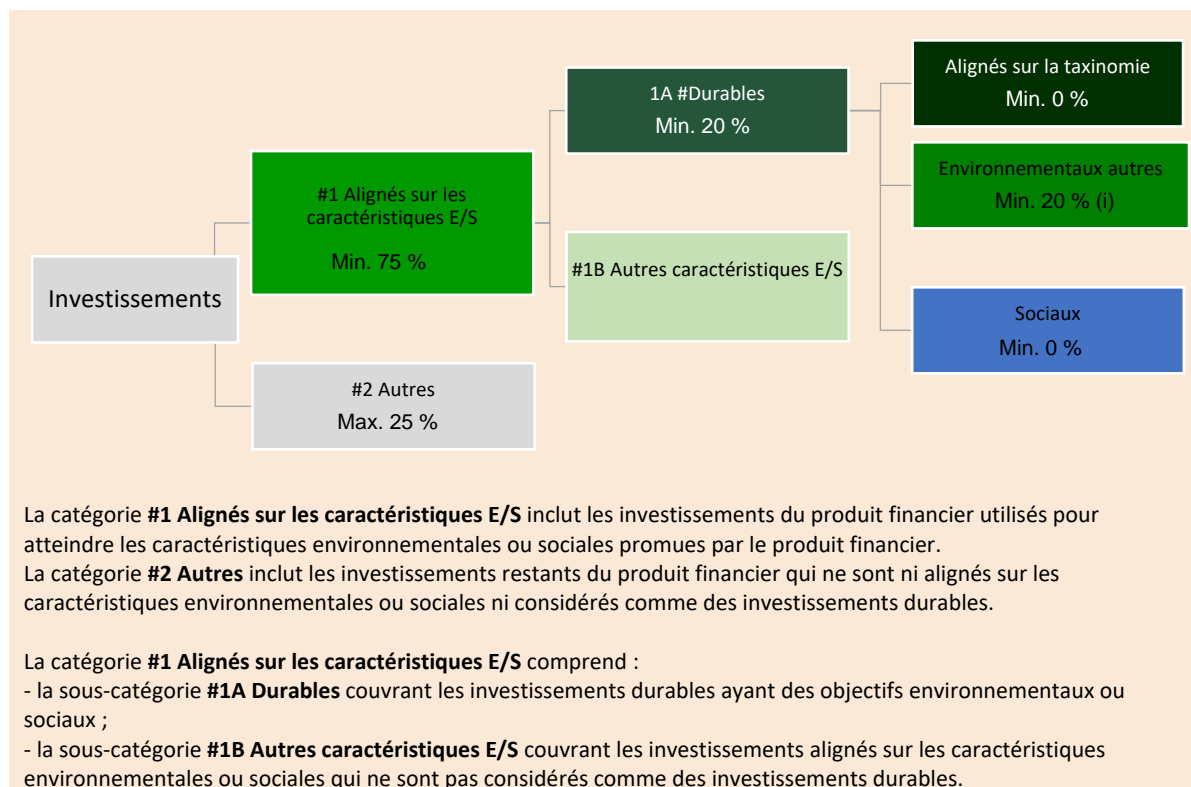 Investissements
#1 Alignés sur les
caractéristiques E/S
Min. 75 %
#2 Autres
Max. 25 %
1A #Durables
Min. 20 %
#1B Autres caractéristiques E/S
Alignés sur la taxinomie
Min. 0 %
Environnementaux autres
Min. 20 % (i)
Sociaux
Min. 0 %
La catégorie #1 Alignés sur les caractéristiques E/S inclut les investissements du produit financier utilisés pour
atteindre les caractéristiques environnementales ou sociales promues par le produit financier.
La catégorie #2 Autres inclut les investissements restants du produit financier qui ne sont ni alignés sur les
caractéristiques environnementales ou sociales ni considérés comme des investissements durables.
La catégorie #1 Alignés sur les caractéristiques E/S comprend :
- la sous-catégorie #1A Durables couvrant les investissements durables ayant des objectifs environnementaux ou
sociaux ;
- la sous-catégorie #1B Autres caractéristiques E/S couvrant les investissements alignés sur les caractéristiques
environnementales ou sociales qui ne sont pas considérés comme des investissements durables.